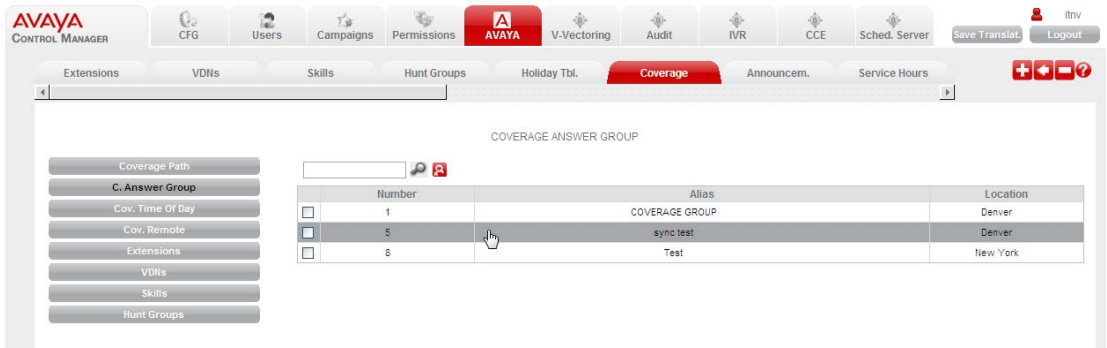 AVAYA
CONTROL MANAGER
CFG Users Campaigns Permissions AVAYA V-Vectoring Audit IVR CCE Sched. Server
itnv
Save Translat. Logout
Extensions VDNs Skills Hunt Groups Holiday Tbl. Coverage Announcem. Service Hours
COVERAGE ANSWER GROUP
Coverage Path
C. Answer Group
Cov. Time Of Day
Cov. Remote
Extensions
VDNs
Skills
Hunt Groups
Number Alias Location
1 COVERAGE GROUP Denver
5 sync test Denver
8 Test New York